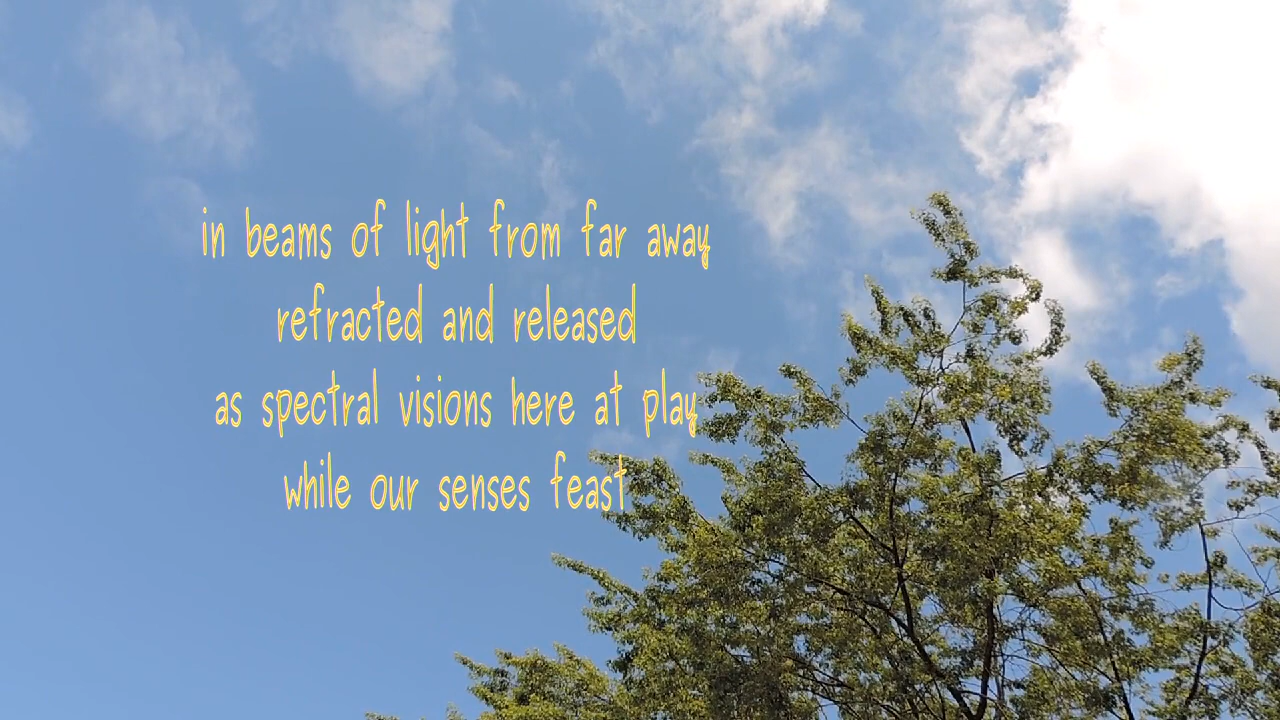 in beams of light from far away
refracted and released
as spectral visions here at play
while our senses feast